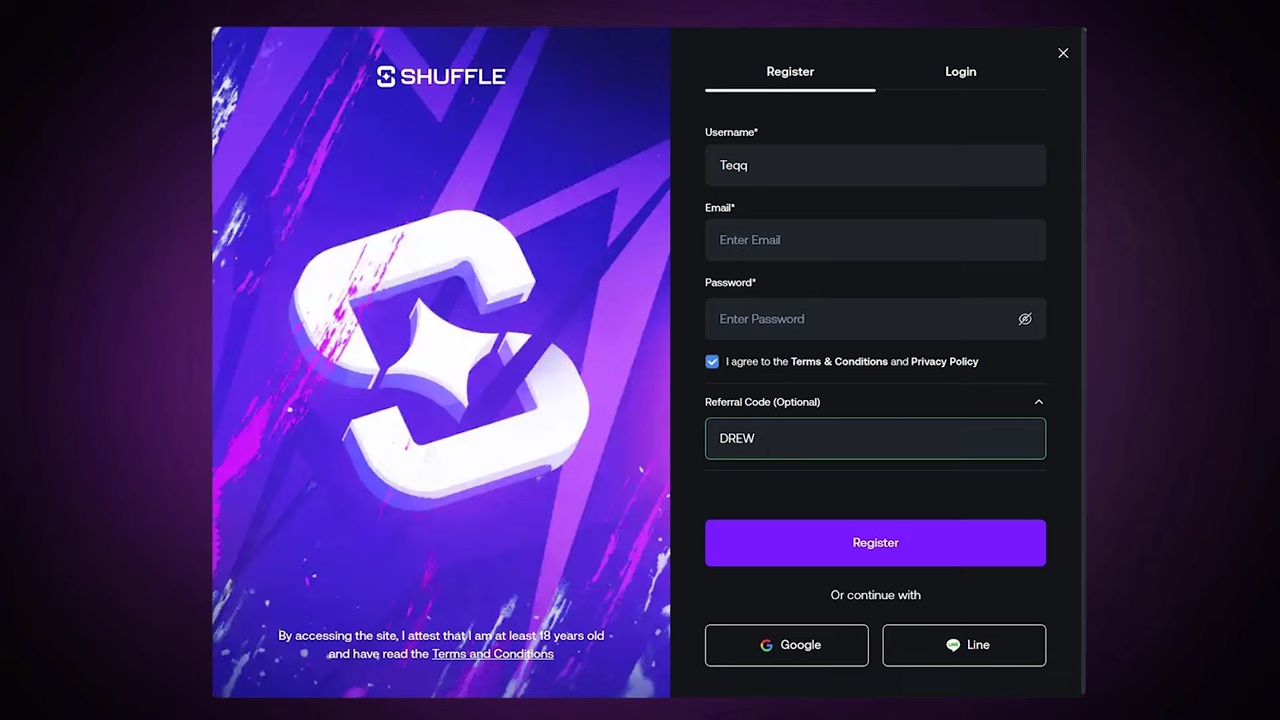 SHUFFLE
By accessing the site, I attest that I am at least 18 years old
and have read the Terms and Conditions
Register
Login
Username*
Teqq
Email*
Enter Email
Password*
Enter Password
I agree to the Terms & Conditions and Privacy Policy
Referral Code (Optional)
DREW
Register
Or continue with
Google
Line